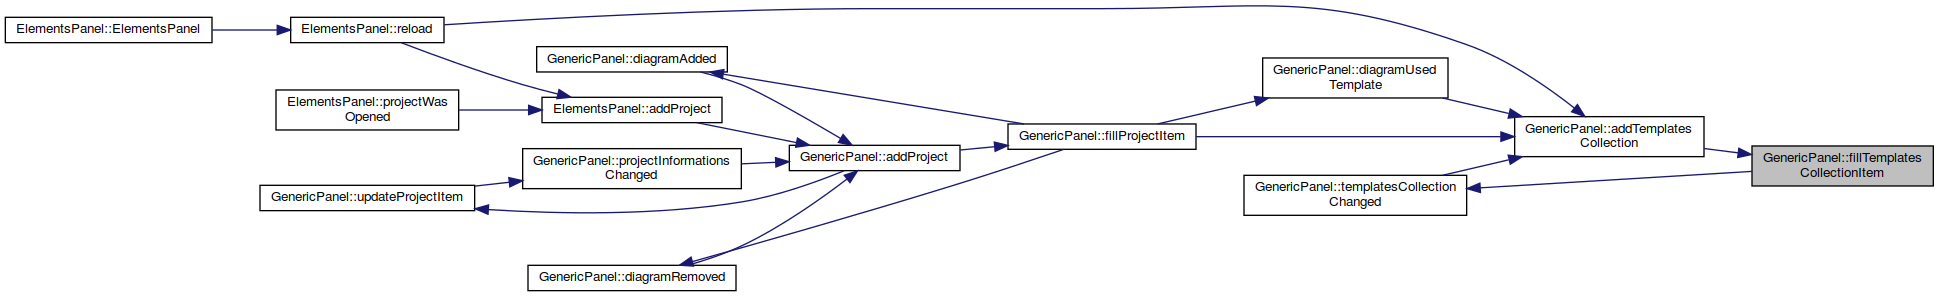 ElementsPanel::ElementsPanel
ElementsPanel::reload
GenericPanel::diagramAdded
ElementsPanel::projectWas
Opened
ElementsPanel::addProject
GenericPanel::projectInformations
Changed
GenericPanel::updateProjectItem
GenericPanel::addProject
GenericPanel::diagramRemoved
GenericPanel::fillProjectItem
GenericPanel::diagramUsed
Template
GenericPanel::templatesCollection
Changed
GenericPanel::addTemplates
Collection
GenericPanel::fillTemplates
CollectionItem